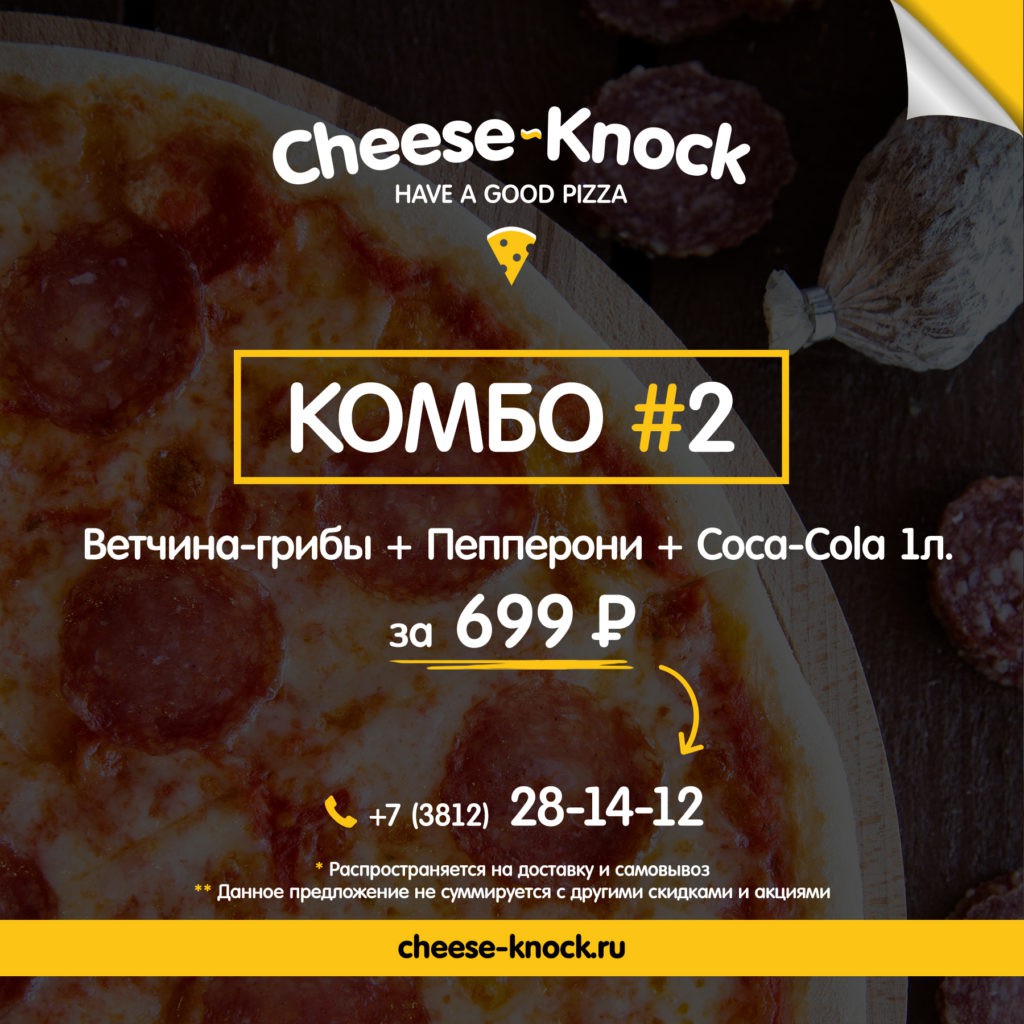 Cheese~Knock
HAVE A GOOD PIZZA
КОМБО #2
Ветчина-грибы + Пепперони + Coca-Cola 1л.
за 699 ₽
+7 (3812) 28-14-12
* Распространяется на доставку и самовывоз
** Данное предложение не суммируется с другими скидками и акциями
cheese-knock.ru